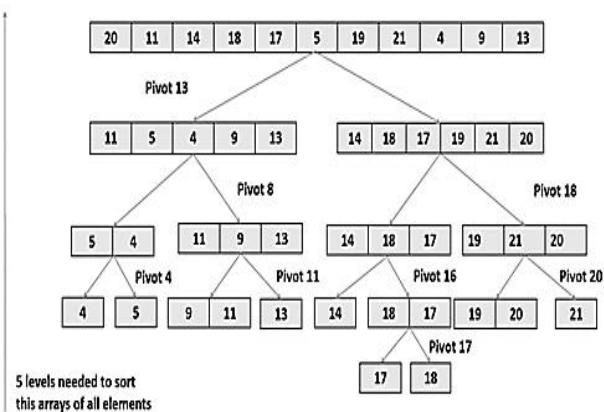 20 11 14 18 17 5 19 21 4 9 13
Pivot 13
11 5 4 9 13
14 18 17 19 21 20
Pivot 8
Pivot 18
5 4
11 9 13
14 18 17
19 21 20
Pivot 4
Pivot 11
Pivot 16
Pivot 20
4
5
9 11
13
14
18 17
19 20
21
Pivot 17
17
18
5 levels needed to sort
this arrays of all elements